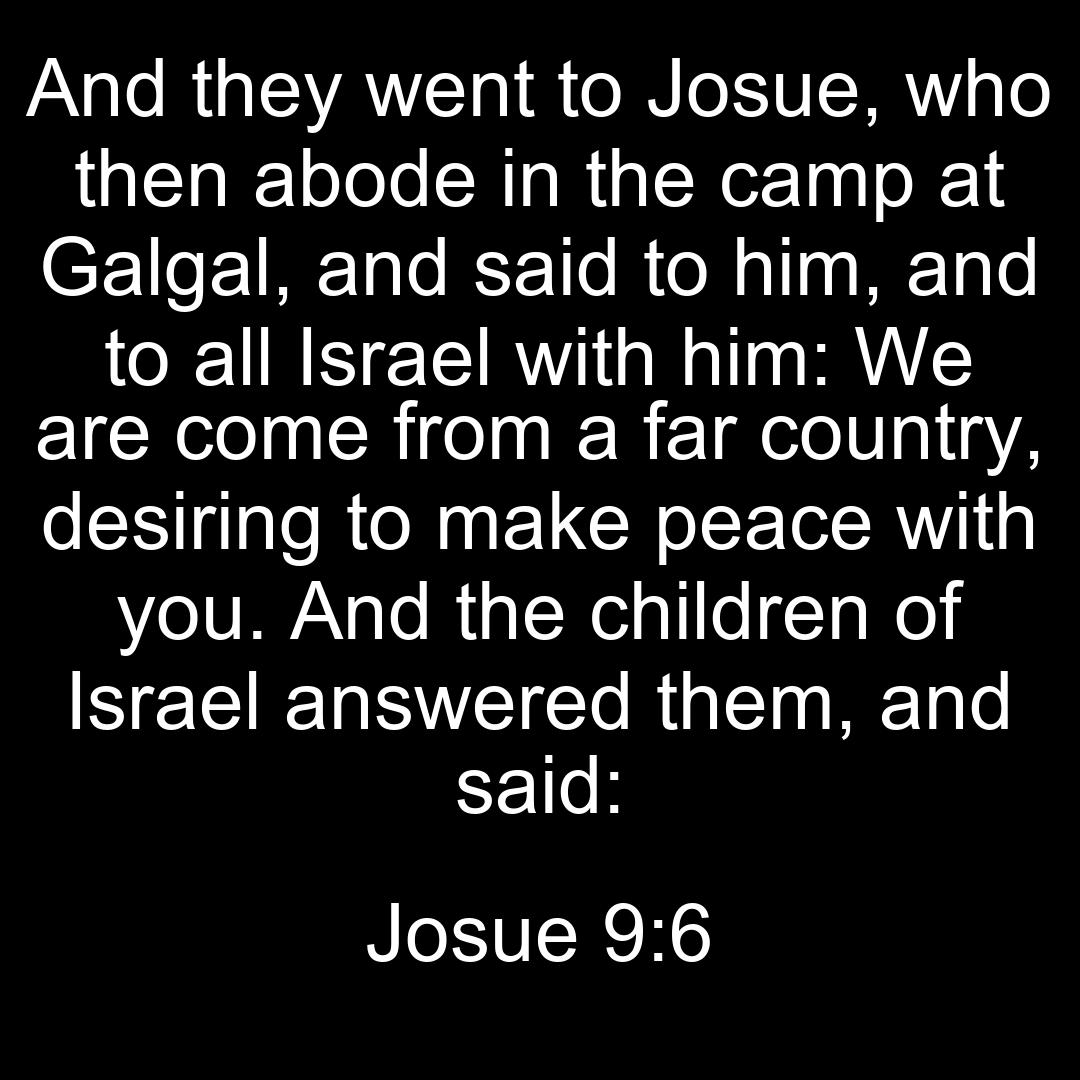 And they went to Josue, who
then abode in the camp at
Galgal, and said to him, and
to all Israel with him: We
are come from a far country,
desiring to make peace with
you. And the children of
Israel answered them, and
said:
Josue 9:6